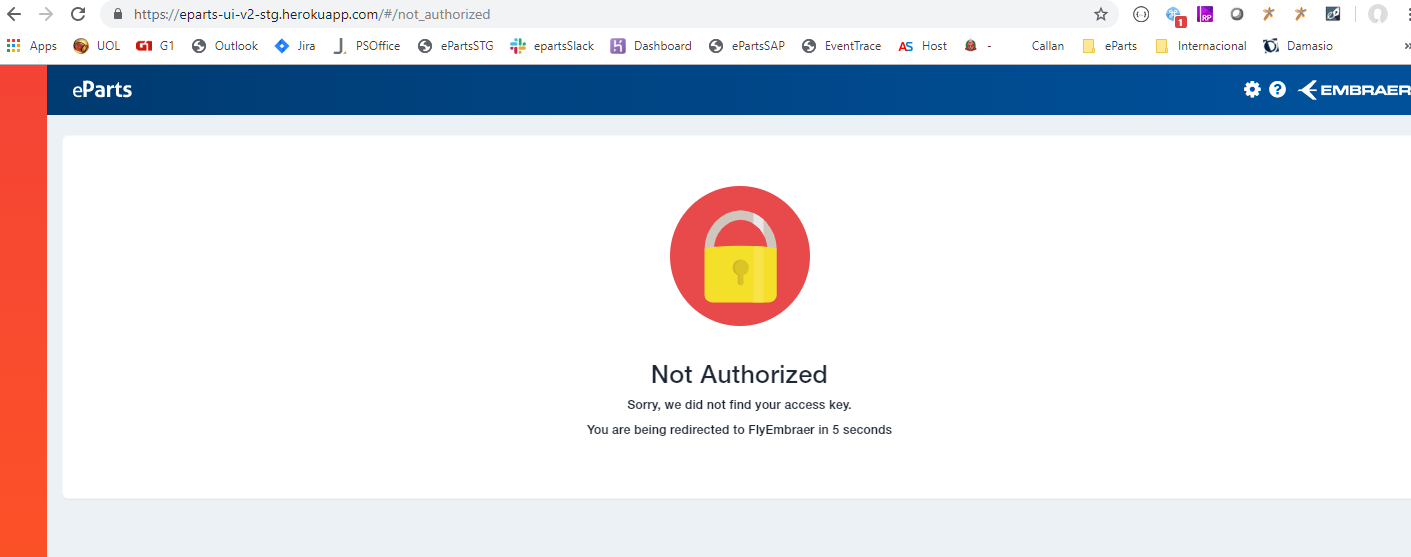 https://eparts-ui-v2-stg.herokuapp.com/#/not_authorized
RP
1
Apps UOL G1 G1 Outlook Jira J PSOffice ePartsSTG epartsSlack Dashboard ePartsSAP EventTrace AS Host - Callan eParts Internacional Damasio »
eParts
? EMBRAER
Not Authorized
Sorry, we did not find your access key.
You are being redirected to FlyEmbraer in 5 seconds